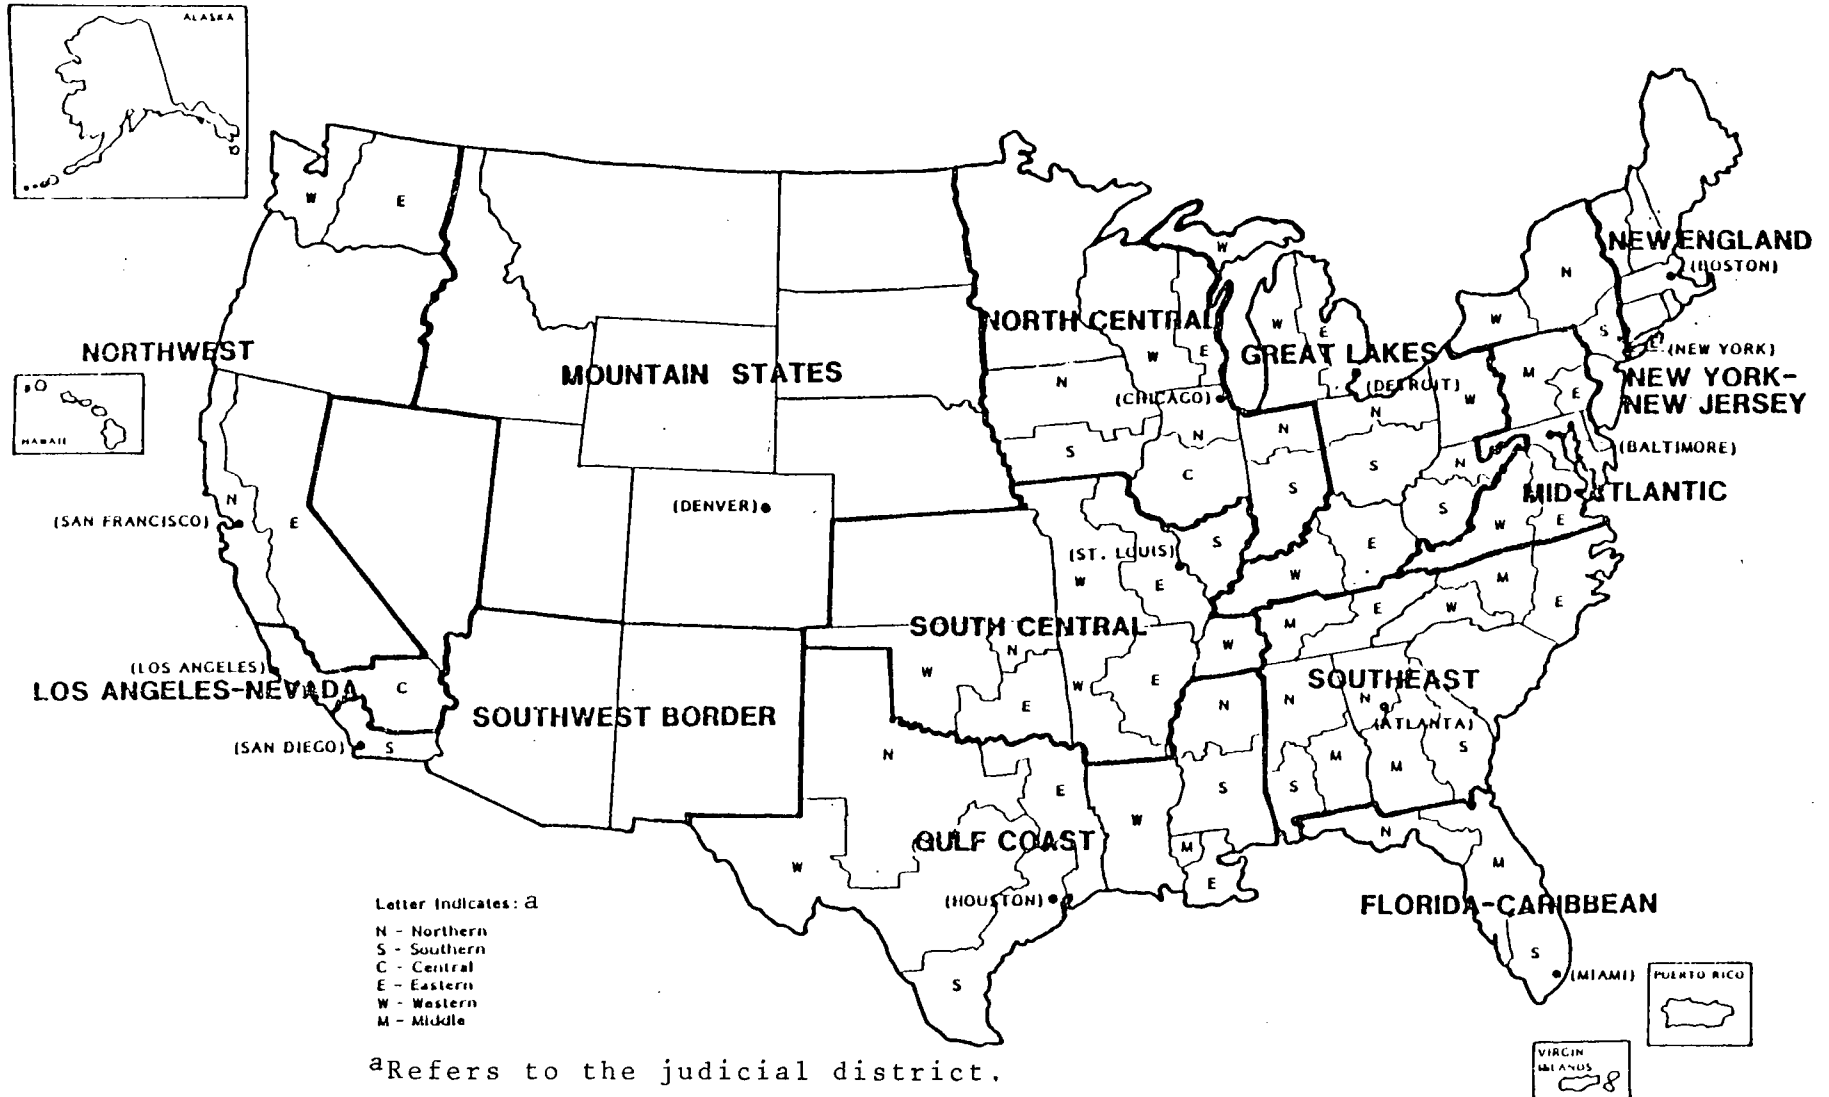 ALASKA
W
E
NEW ENGLAND
(BOSTON)
W
N
NORTH CENTRAL
W
E
W
E
W
S
E
NORTHWEST
GREAT LAKES
(NEW YORK)
MOUNTAIN STATES
N
(CHICAGO)
(DETROIT)
W
M
E
NEW YORK-
NEW JERSEY
HAWAII
S
N
C
N
S
N
S
N
(BALTIMORE)
N
E
(SAN FRANCISCO)
(DENVER)
S
MID-ATLANTIC
W
E
(ST. LOUIS)
W
E
S
W
E
SOUTH CENTRAL
M
E
W
M
E
(LOS ANGELES)
LOS ANGELES-NEVADA
C
W
N
E
W
E
W
SOUTHEAST
SOUTHWEST BORDER
N
N
N
(ATLANTA)
(SAN DIEGO)
S
N
E
S
S
M
M
S
GULF COAST
W
W
M
E
N
M
(HOUSTON)
FLORIDA-CARIBBEAN
S
S
(MIAMI)
PUERTO RICO
VIRGIN
ISLANDS
Letter Indicates: a
N - Northern
S - Southern
C - Central
E - Eastern
W - Western
M - Middle
aRefers to the judicial district.